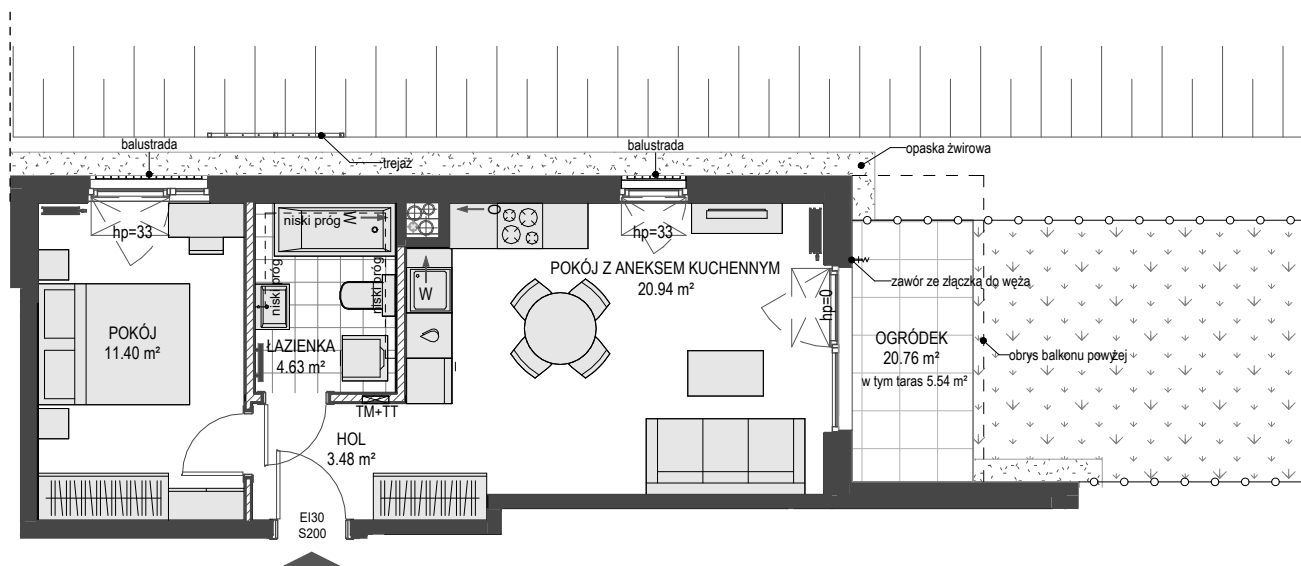 balustrada
trejaż
balustrada
opaska żwirowa
niski próg
W
O
hp=33
hp=33
niski próg
niski próg
W
POKÓJ Z ANEKSEM KUCHENNYM
20.94 m²
zawór ze złączką do węża
hp=0
POKÓJ
11.40 m²
ŁAZIENKA
4.63 m²
OGRÓDEK
20.76 m²
w tym taras 5.54 m²
obrys balkonu powyżej
TM+TT
HOL
3.48 m²
EI30
S200